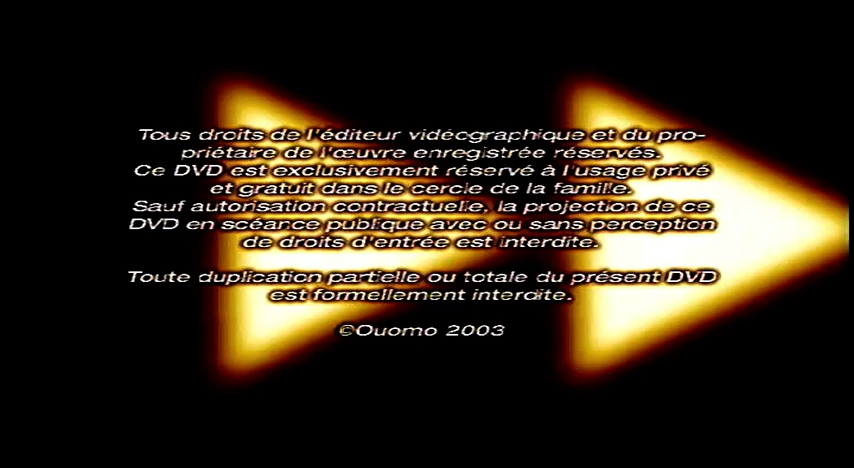 Tous droits de l'éditeur vidéographique et du pro-
priétaire de l'œuvre enregistrée réservés.
Ce DVD est exclusivement réservé à l'usage privé
et gratuit dans le cercle de la famille.
Sauf autorisation contractuelle, la projection de ce
DVD en scéance publique avec ou sans perception
de droits d'entrée est interdite.
Toute duplication partielle ou totale du présent DVD
est formellement interdite.
©Ouomo 2003